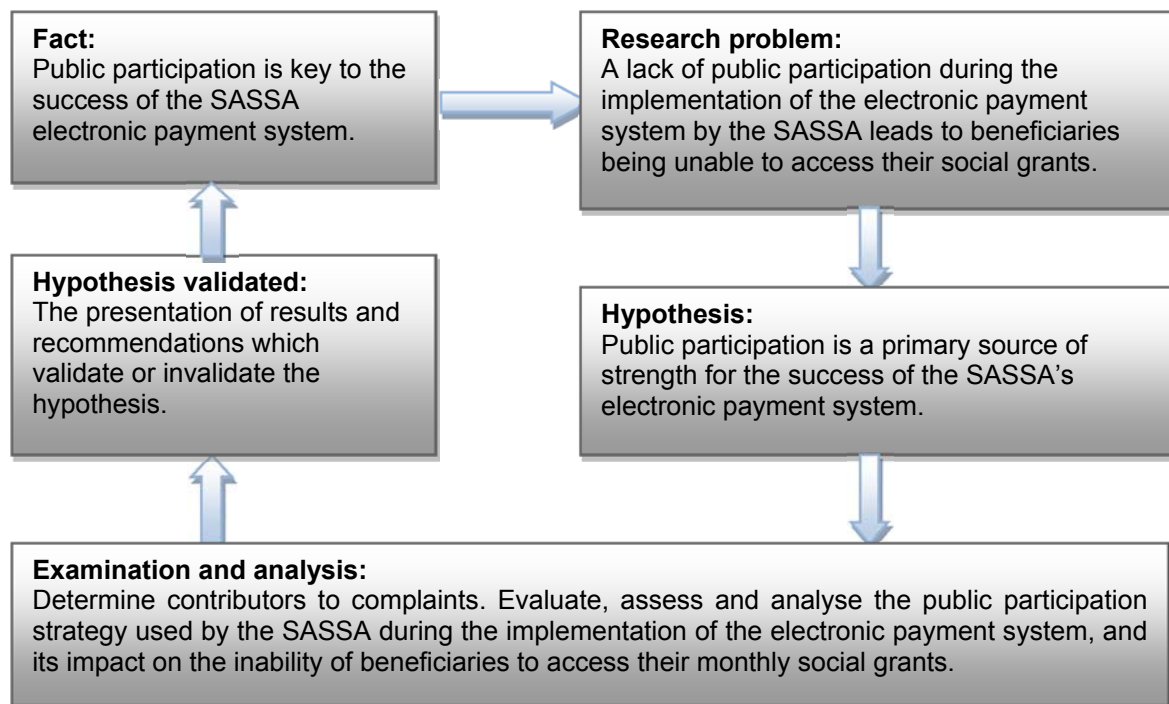 Fact:
Public participation is key to the
success of the SASSA
electronic payment system.
Research problem:
A lack of public participation during the
implementation of the electronic payment
system by the SASSA leads to beneficiaries
being unable to access their social grants.
Hypothesis validated:
The presentation of results and
recommendations which
validate or invalidate the
hypothesis.
Hypothesis:
Public participation is a primary source of
strength for the success of the SASSA’s
electronic payment system.
Examination and analysis:
Determine contributors to complaints. Evaluate, assess and analyse the public participation
strategy used by the SASSA during the implementation of the electronic payment system, and
its impact on the inability of beneficiaries to access their monthly social grants.